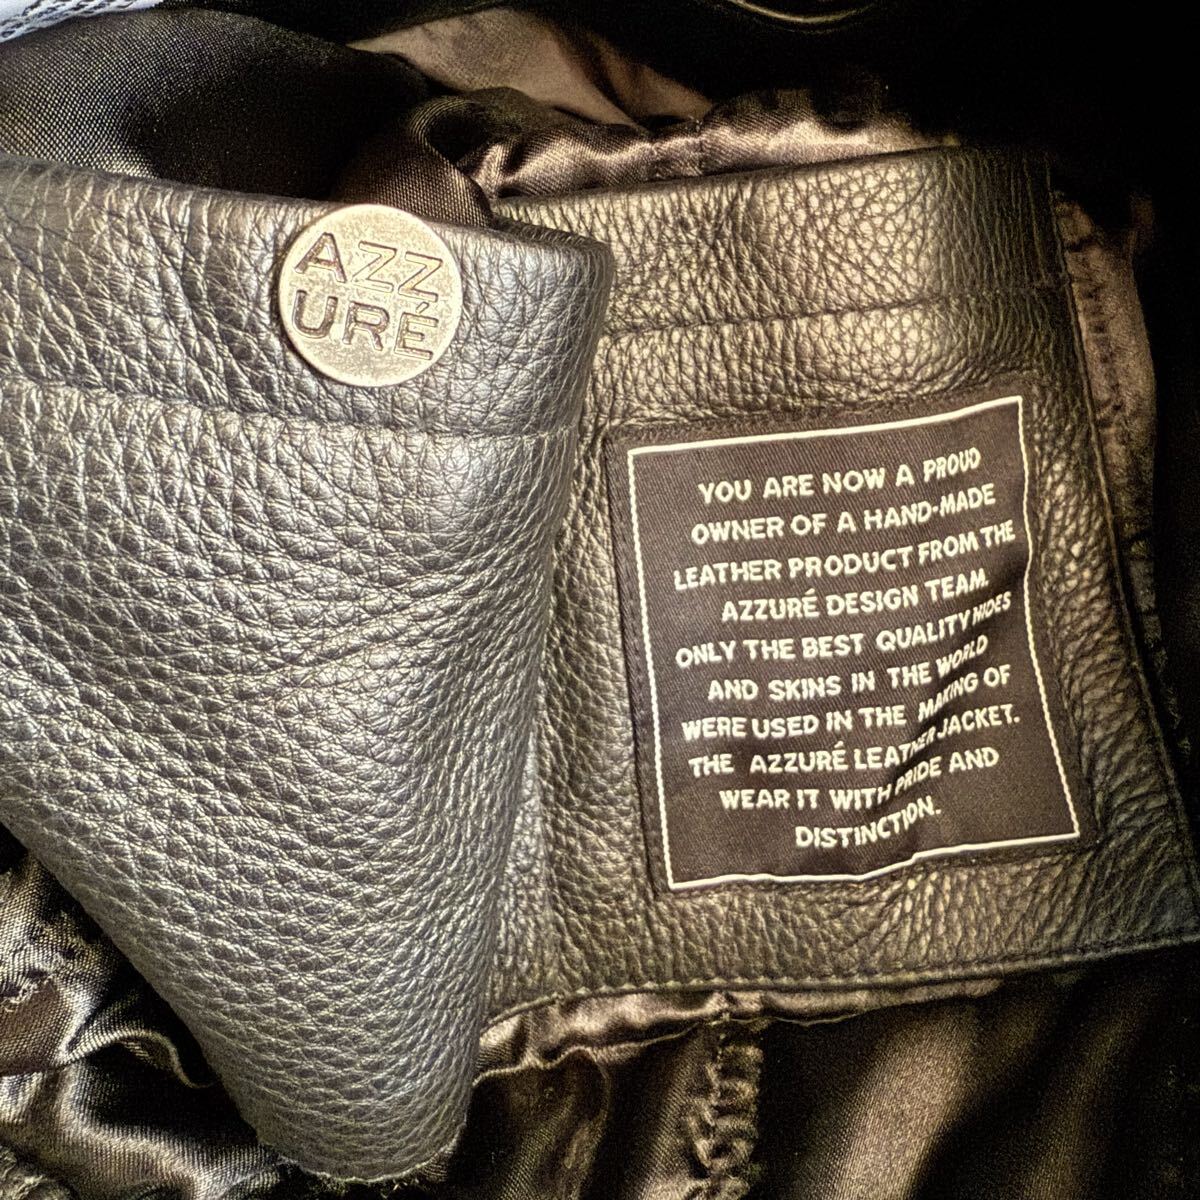 AZZ
URÉ
YOU ARE NOW A PROUD
OWNER OF A HAND-MADE
LEATHER PRODUCT FROM THE
AZZURÉ DESIGN TEAM.
ONLY THE BEST QUALITY HIDES
AND SKINS IN THE WORLD
WERE USED IN THE MAKING OF
THE AZZURÉ LEATHER JACKET.
WEAR IT WITH PRIDE AND
DISTINCTION.